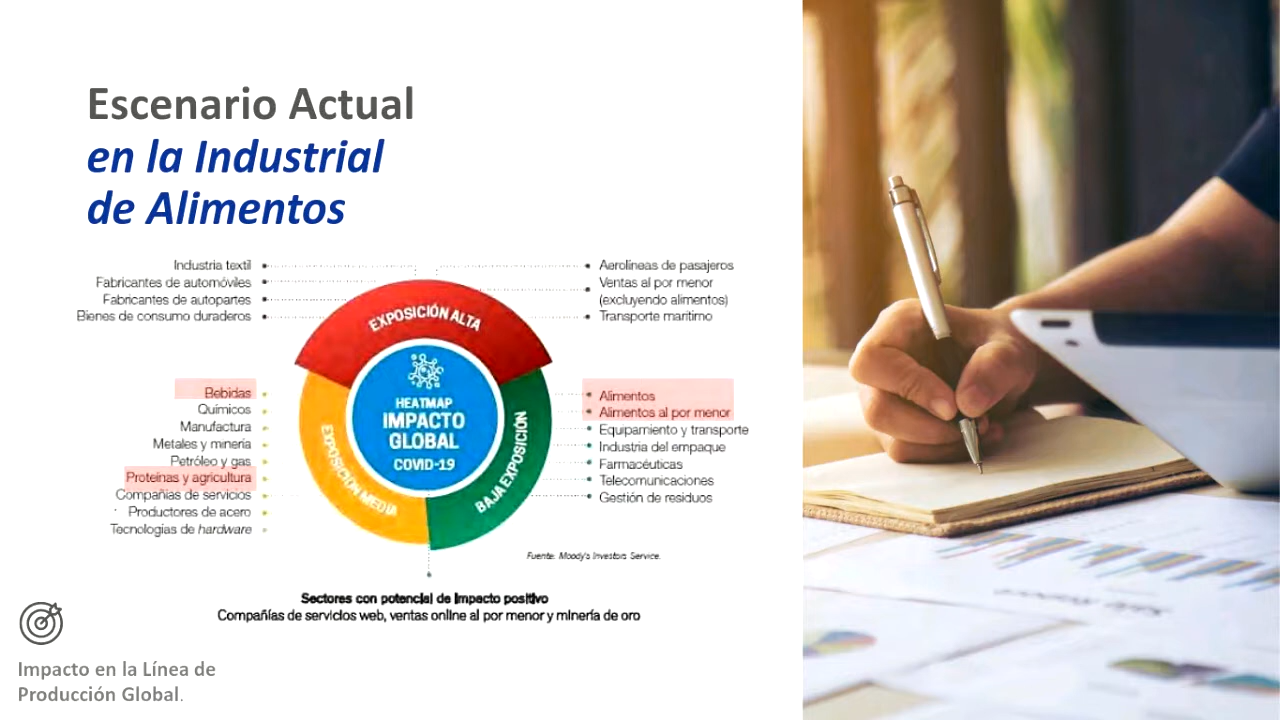 Escenario Actual
en la Industrial
de Alimentos
Industria textil
Fabricantes de automóviles
Fabricantes de autopartes
Bienes de consumo duraderos
Aerolíneas de pasajeros
Ventas al por menor
(excluyendo alimentos)
Transporte marítimo
EXPOSICIÓN ALTA
HEATMAP
IMPACTO
GLOBAL
COVID-19
EXPOSICIÓN MEDIA
BAJA EXPOSICIÓN
Bebidas
Químicos
Manufactura
Metales y minería
Petróleo y gas
Proteínas y agricultura
Compañías de servicios
Productores de acero
Tecnologías de hardware
Alimentos
Alimentos al por menor
Equipamiento y transporte
Industria del empaque
Farmacéuticas
Telecomunicaciones
Gestión de residuos
Fuente: Moody's Investors Service.
Sectores con potencial de impacto positivo
Compañías de servicios web, ventas online al por menor y minería de oro
Impacto en la Línea de
Producción Global.